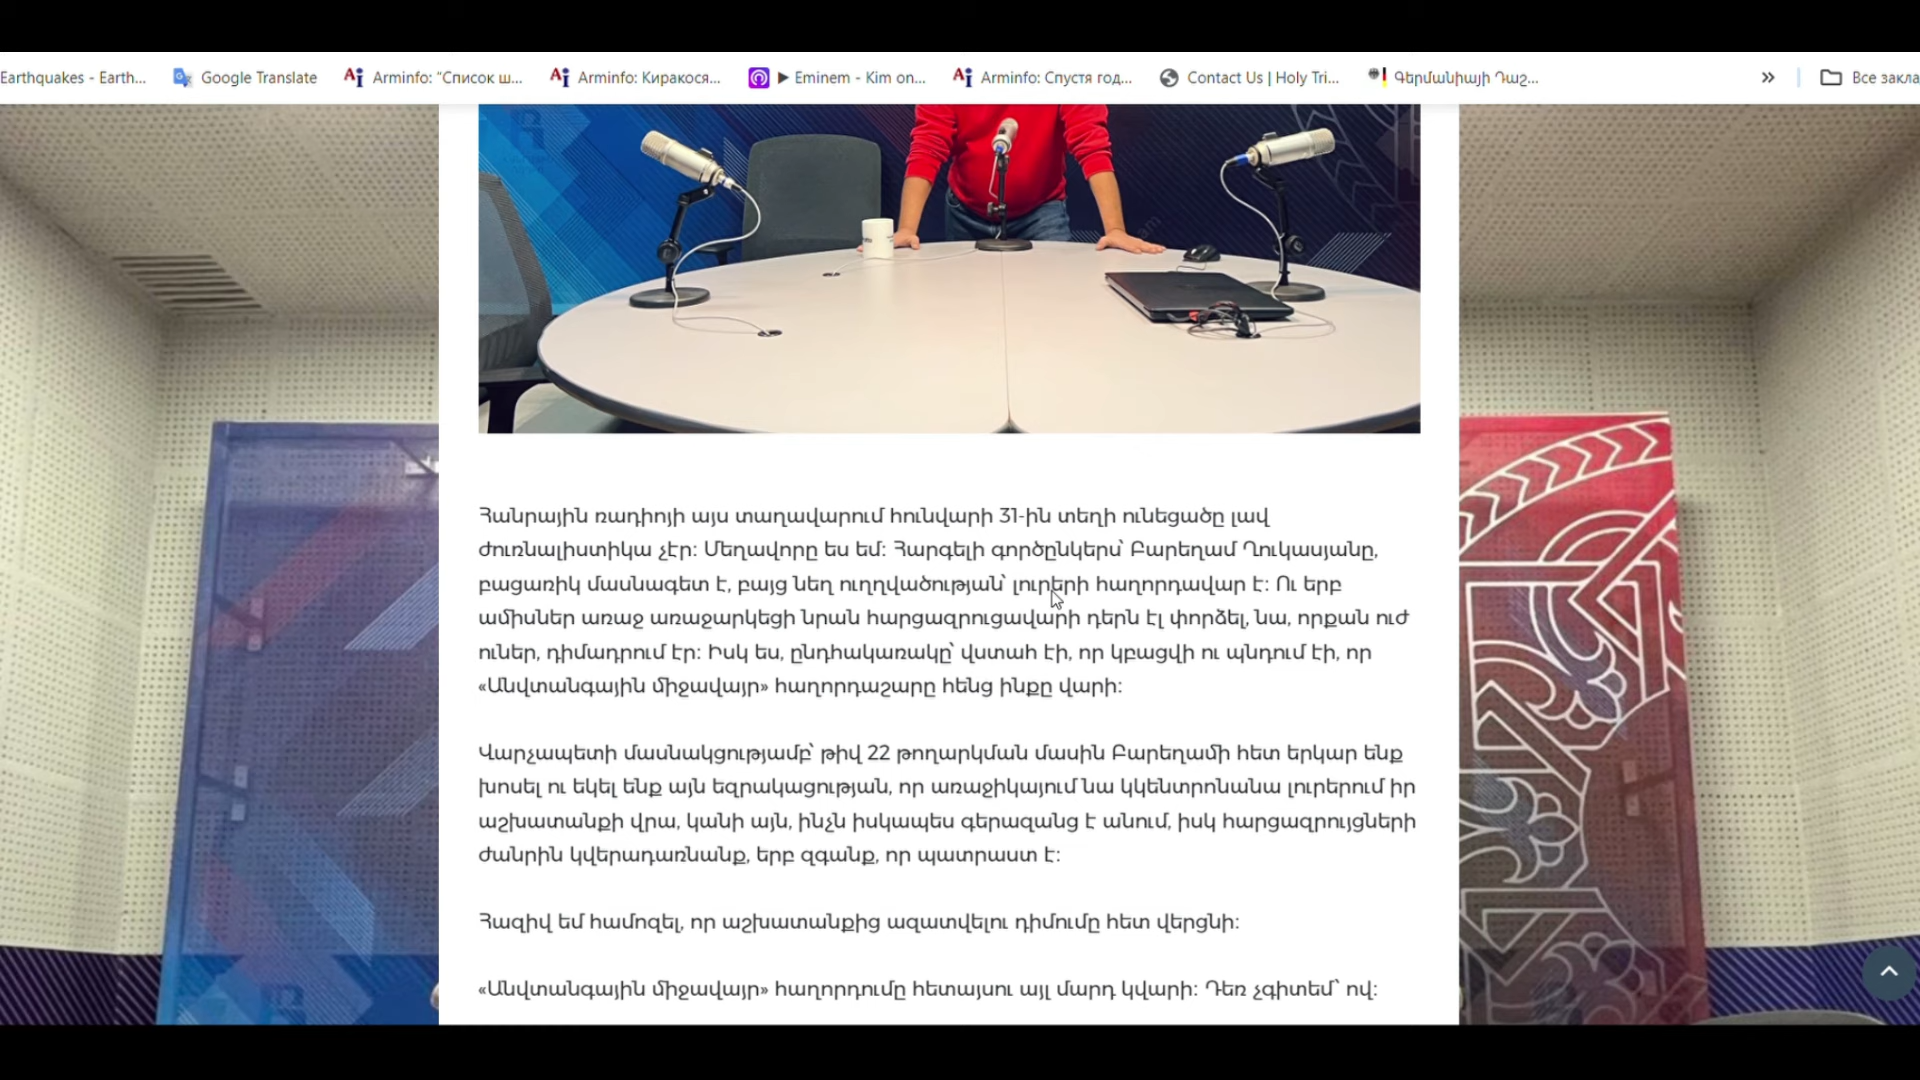 Earthquakes - Earth...
Google Translate
Arminfo: "Список ш...
Arminfo: Киракося...
▶ Eminem - Kim on...
Arminfo: Спустя год...
Contact Us | Holy Tri...
Գերմանիայի Դաշ...
»
Все закла
Հանրային ռադիոյի այս տաղավարում հունվարի 31-ին տեղի ունեցածը լավ
ժուռնալիստիկա չէր։ Մեղավորը ես եմ։ Հարգելի գործընկերս՝ Բարեղամ Ղուկասյանը,
բացառիկ մասնագետ է, բայց նեղ ուղղվածության՝ լուրերի հաղորդավար է։ Ու երբ
ամիսներ առաջ առաջարկեցի նրան հարցազրուցավարի դերն էլ փորձել, նա, որքան ուժ
ուներ, դիմադրում էր։ Իսկ ես, ընդհակառակը՝ վստահ էի, որ կբացվի ու պնդում էի, որ
«Անվտանգային միջավայր» հաղորդաշարը հենց ինքը վարի։
Վարչապետի մասնակցությամբ՝ թիվ 22 թողարկման մասին Բարեղամի հետ երկար ենք
խոսել ու եկել ենք այն եզրակացության, որ առաջիկայում նա կկենտրոնանա լուրերում իր
աշխատանքի վրա, կանի այն, ինչն իսկապես գերազանց է անում, իսկ հարցազրույցների
ժանրին կվերադառնանք, երբ զգանք, որ պատրաստ է։
Հազիվ եմ համոզել, որ աշխատանքից ազատվելու դիմումը հետ վերցնի։
«Անվտանգային միջավայր» հաղորդումը հետայսու այլ մարդ կվարի։ Դեռ չգիտեմ՝ ով։